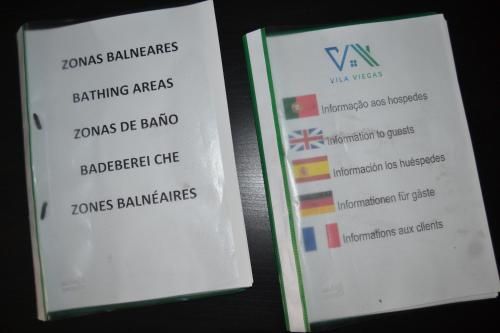 ZONAS BALNEARES
BATHING AREAS
ZONAS DE BAÑO
BADEBEREI CHE
ZONES BALNÉAIRES
VILA VIEGAS
Informação aos hospedes
Information to guests
Información los huéspedes
Informationen für gäste
Informations aux clients